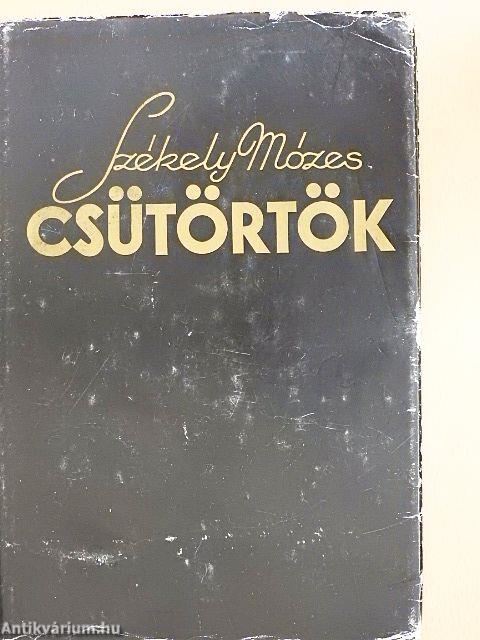 Székely Mózes
CSÜTÖRTÖK
Antikvárium.hu